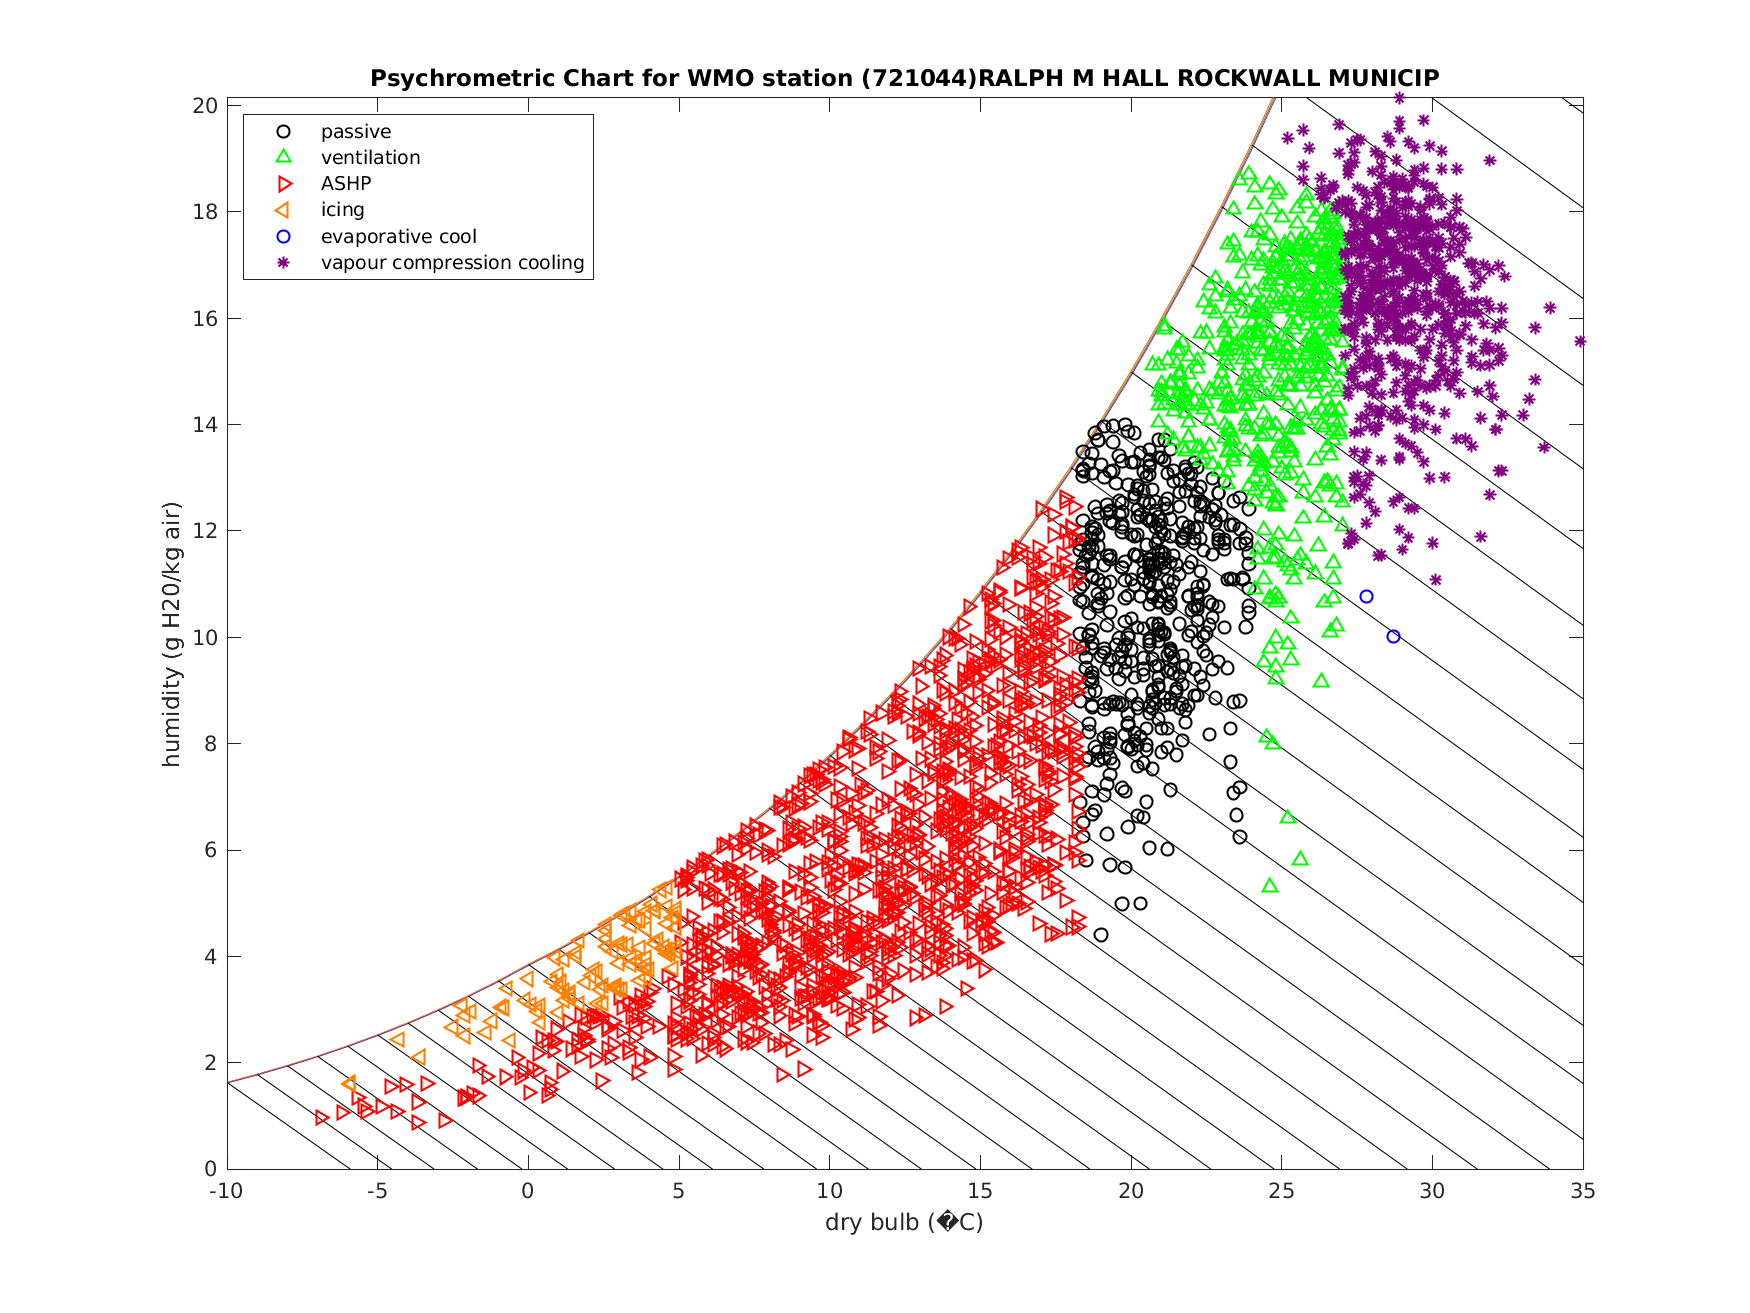 Psychrometric Chart for WMO station (721044)RALPH M HALL ROCKWALL MUNICIP
passive
ventilation
ASHP
icing
evaporative cool
vapour compression cooling
humidity (g H20/kg air)
20
18
16
14
12
10
8
6
4
2
0
-10 -5 0 5 10 15 20 25 30 35
dry bulb (�C)